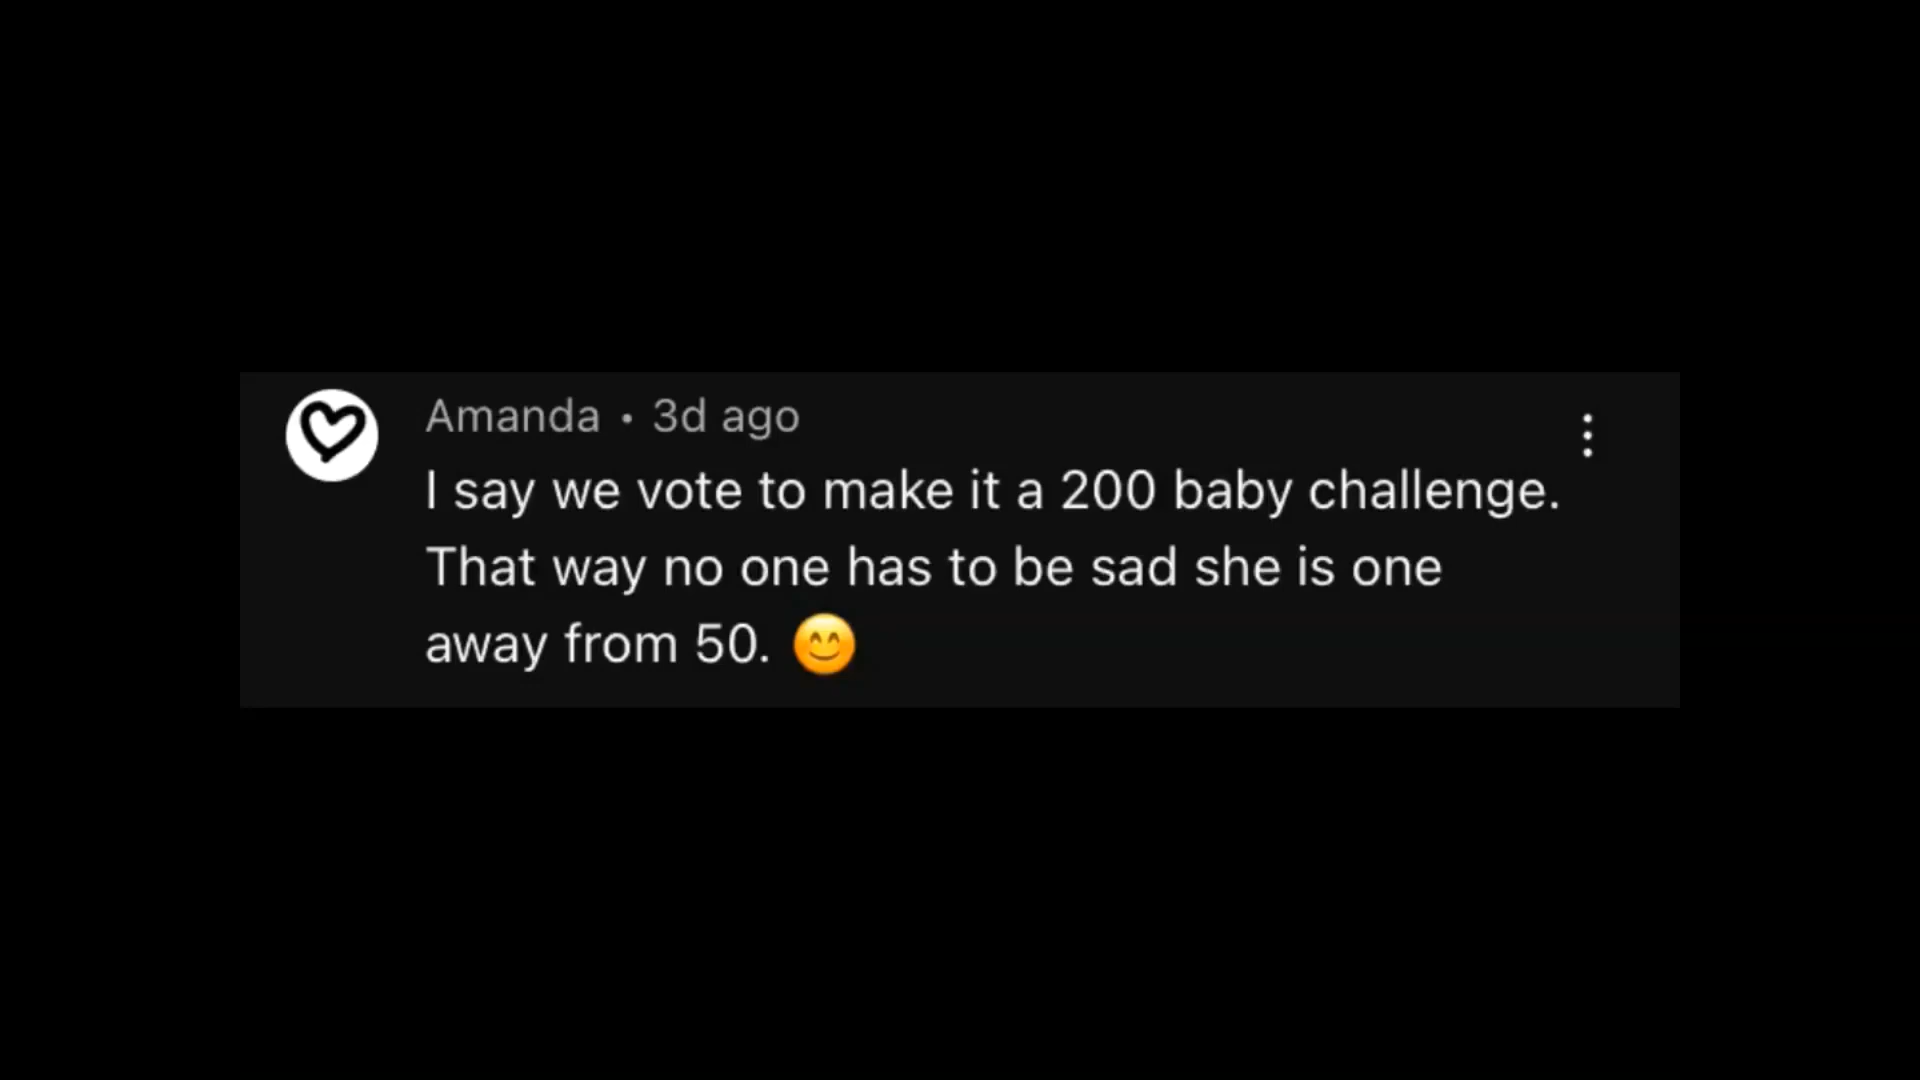 Amanda • 3d ago
I say we vote to make it a 200 baby challenge.
That way no one has to be sad she is one
away from 50. 😊